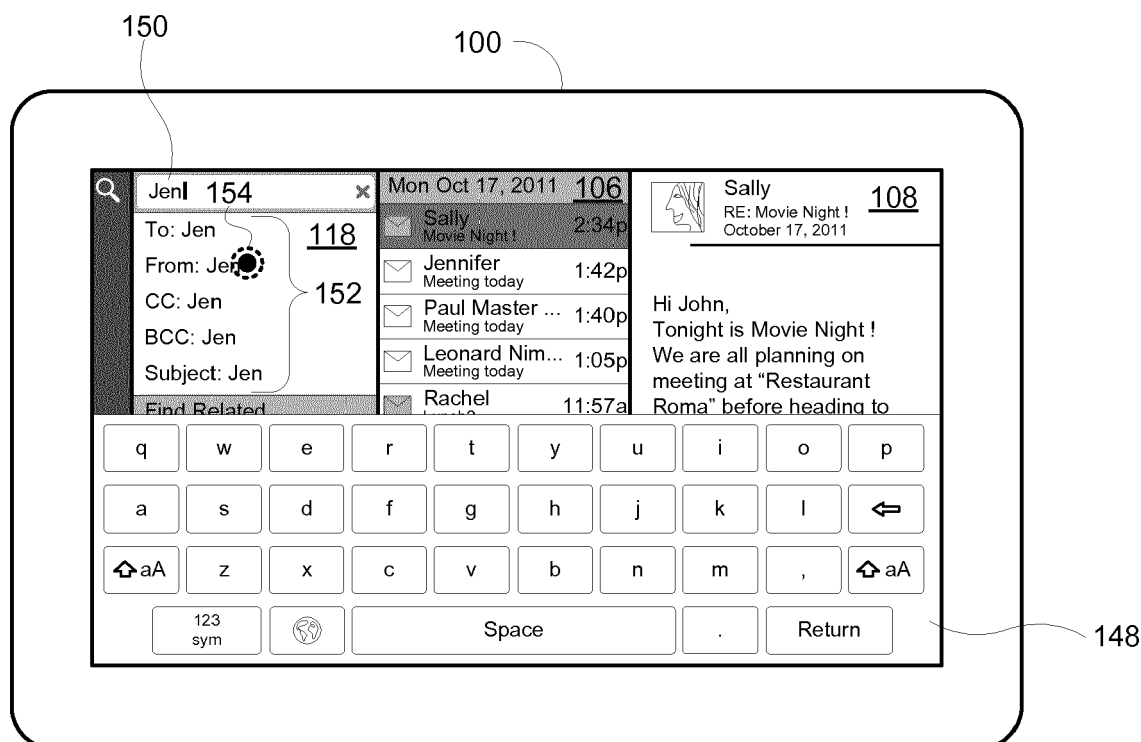 150
100
Jen 154
To: Jen
118
From: Jen
152
CC: Jen
BCC: Jen
Subject: Jen
Find Related
Mon Oct 17, 2011 106
Sally 2:34p
Movie Night !
Jennifer 1:42p
Meeting today
Paul Master ... 1:40p
Meeting today
Leonard Nim... 1:05p
Meeting today
Rachel 11:57a
Sally
108
RE: Movie Night !
October 17, 2011
Hi John,
Tonight is Movie Night !
We are all planning on
meeting at “Restaurant
Roma” before heading to
q w e r t y u i o p
a s d f g h j k l
aA z x c v b n m , aA
123
sym
Space . Return
148